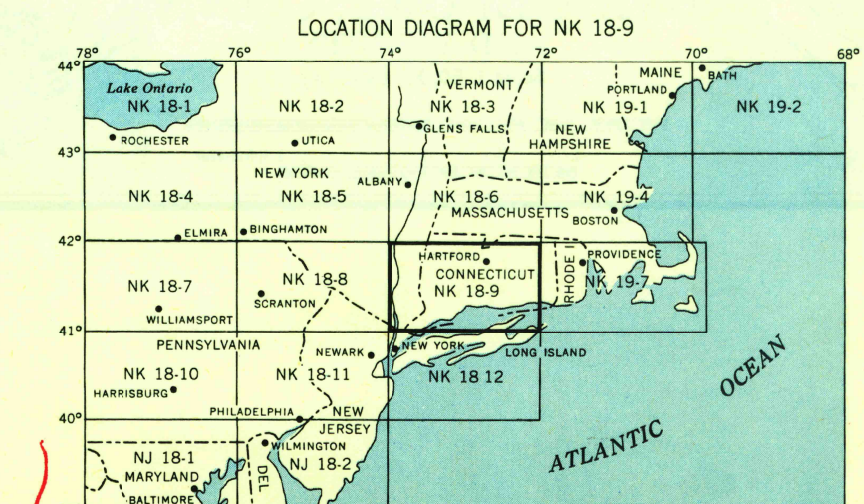 LOCATION DIAGRAM FOR NK 18-9
78° 76° 74° 72° 70° 68°
44°
Lake Ontario
VERMONT
MAINE
BATH
PORTLAND
NK 18-1
NK 18-2
NK 18-3
NK 19-1
NK 19-2
ROCHESTER
UTICA
GLENS FALLS
NEW
HAMPSHIRE
43°
NEW YORK
ALBANY
NK 18-4
NK 18-5
NK 18-6
NK 19-4
MASSACHUSETTS
BOSTON
ELMIRA
BINGHAMTON
42°
HARTFORD
PROVIDENCE
CONNECTICUT
RHODE I
NK 18-7
NK 18-8
NK 18-9
NK 19-7
SCRANTON
WILLIAMSPORT
41°
PENNSYLVANIA
NEWARK
NEW YORK
LONG ISLAND
NK 18-10
NK 18-11
NK 18 12
HARRISBURG
PHILADELPHIA
NEW
JERSEY
40°
ATLANTIC
OCEAN
WILMINGTON
NJ 18-1
NJ 18-2
MARYLAND
DEL
BALTIMORE